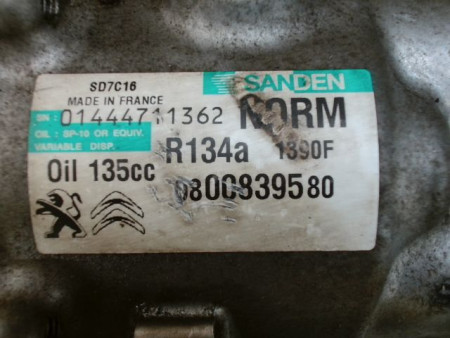 SD7C16
SANDEN
MADE IN FRANCE
SN: 01444711362
NORM
OIL: SP-10 OR EQUIV.
VARIABLE DISP.
R134a 1390F
Oil 135cc
9580